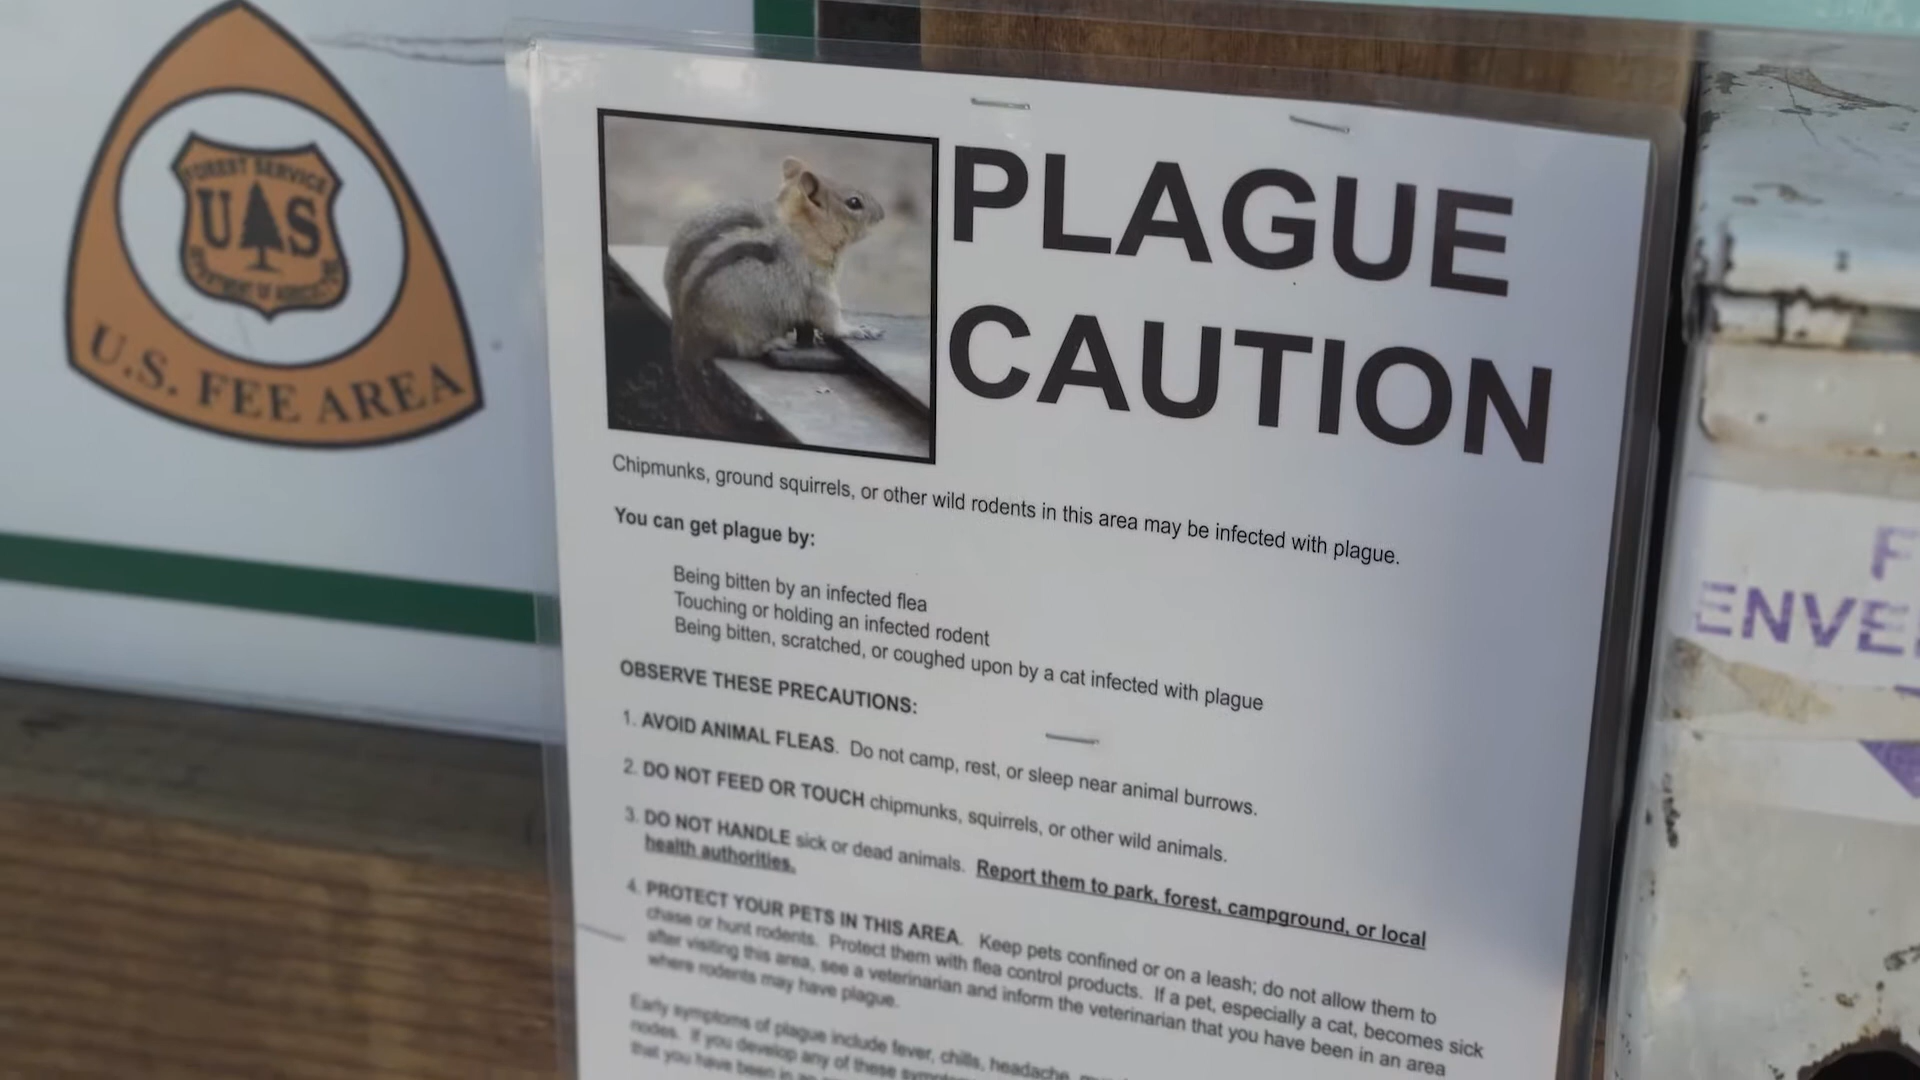 FOREST SERVICE
U S
DEPARTMENT OF AGRICULTURE
U.S. FEE AREA
PLAGUE
CAUTION
Chipmunks, ground squirrels, or other wild rodents in this area may be infected with plague.
You can get plague by:
Being bitten by an infected flea
Touching or holding an infected rodent
Being bitten, scratched, or coughed upon by a cat infected with plague
OBSERVE THESE PRECAUTIONS:
1. AVOID ANIMAL FLEAS. Do not camp, rest, or sleep near animal burrows.
2. DO NOT FEED OR TOUCH chipmunks, squirrels, or other wild animals.
3. DO NOT HANDLE sick or dead animals. Report them to park, forest, campground, or local
health authorities.
4. PROTECT YOUR PETS IN THIS AREA. Keep pets confined or on a leash; do not allow them to
chase or hunt rodents. Protect them with flea control products. If a pet, especially a cat, becomes sick
after visiting this area, see a veterinarian and inform the veterinarian that you have been in an area
where rodents may have plague.
Early symptoms of plague include fever, chills, headache,
nodes. If you develop any of these
that you have been in
F
ENVE